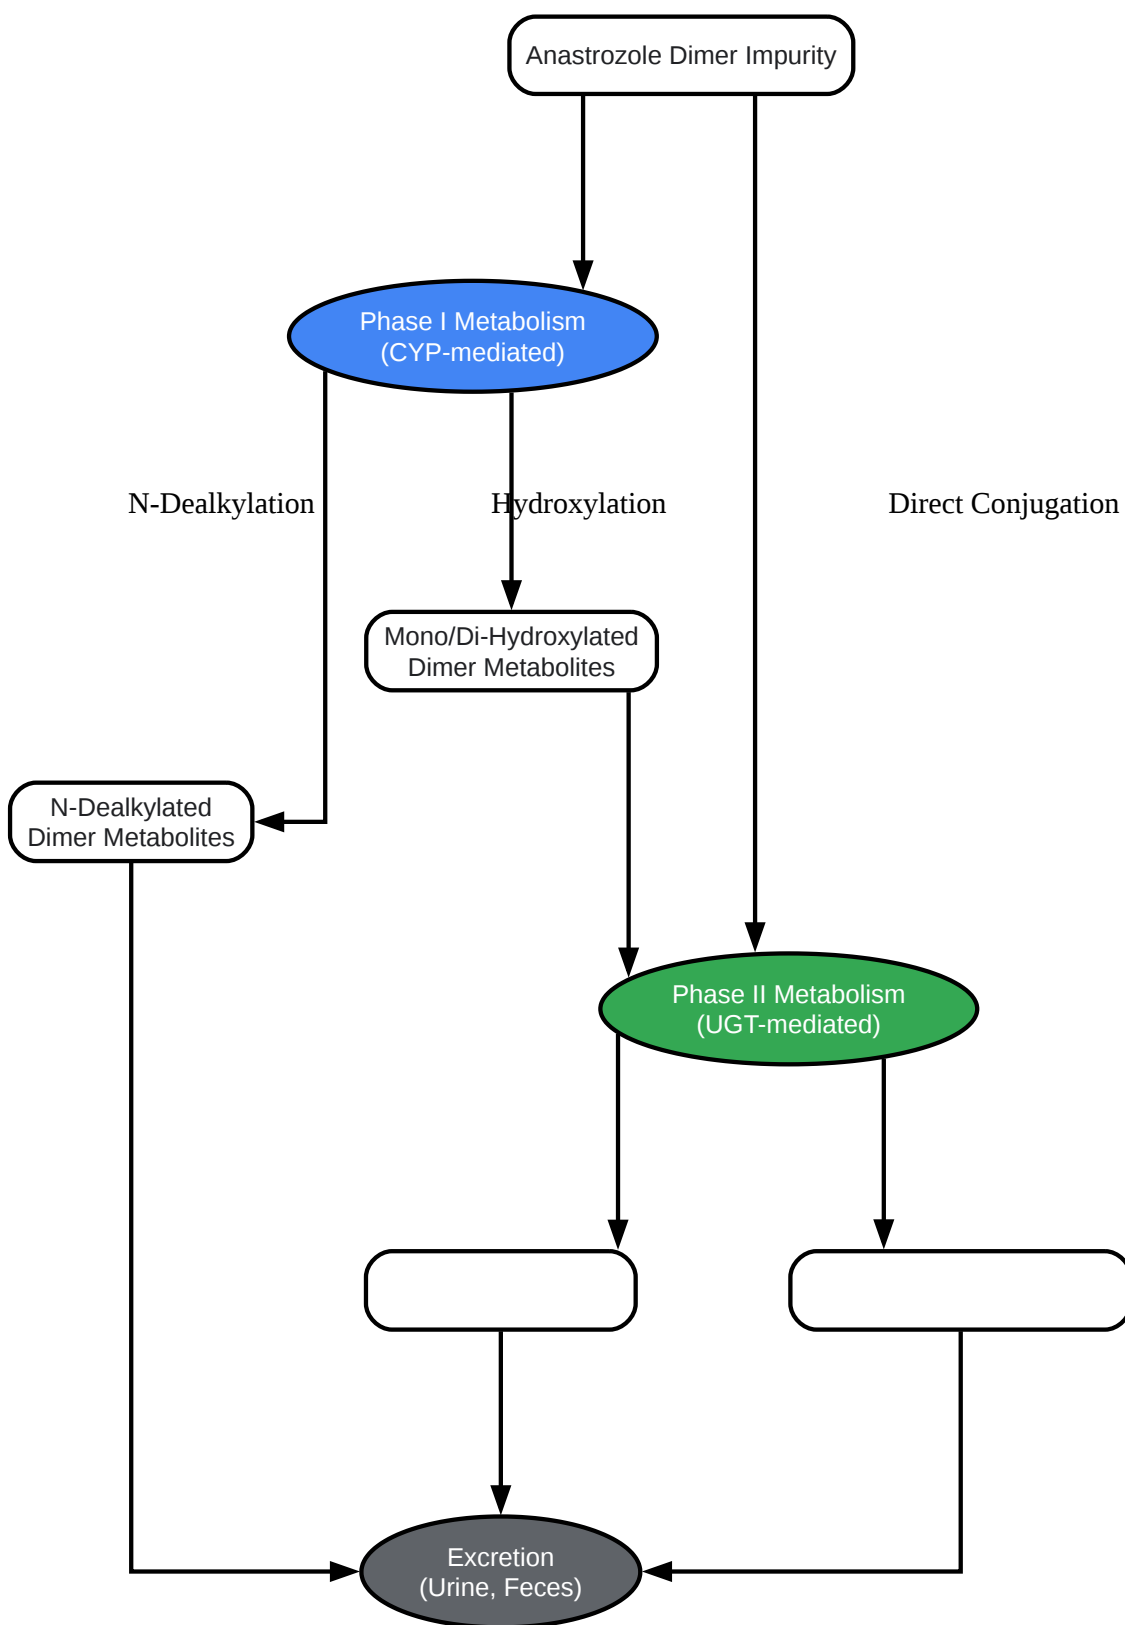 Anastrozole Dimer Impurity
Phase I Metabolism
(CYP-mediated)
N-Dealkylation
Hydroxylation
Direct Conjugation
Mono/Di-Hydroxylated
Dimer Metabolites
N-Dealkylated
Dimer Metabolites
Phase II Metabolism
(UGT-mediated)
Excretion
(Urine, Feces)